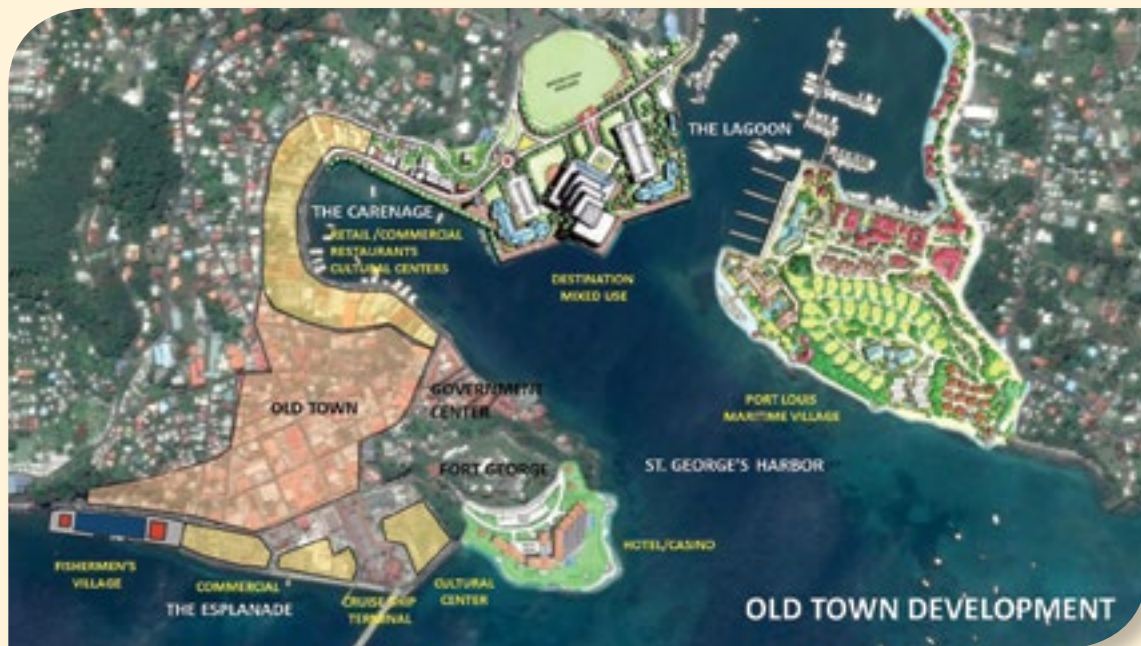 THE LAGOON
THE CARENAGE
RETAIL/COMMERCIAL
RESTAURANTS
CULTURAL CENTERS
DESTINATION
MIXED USE
OLD TOWN
GOVERNMENT
CENTER
PORT LOUIS
MARITIME VILLAGE
FORT GEORGE
ST. GEORGE'S HARBOR
HOTEL/CASINO
FISHERMEN'S
VILLAGE
COMMERCIAL
THE ESPLANADE
CRUISE SHIP
TERMINAL
CULTURAL
CENTER
OLD TOWN DEVELOPMENT